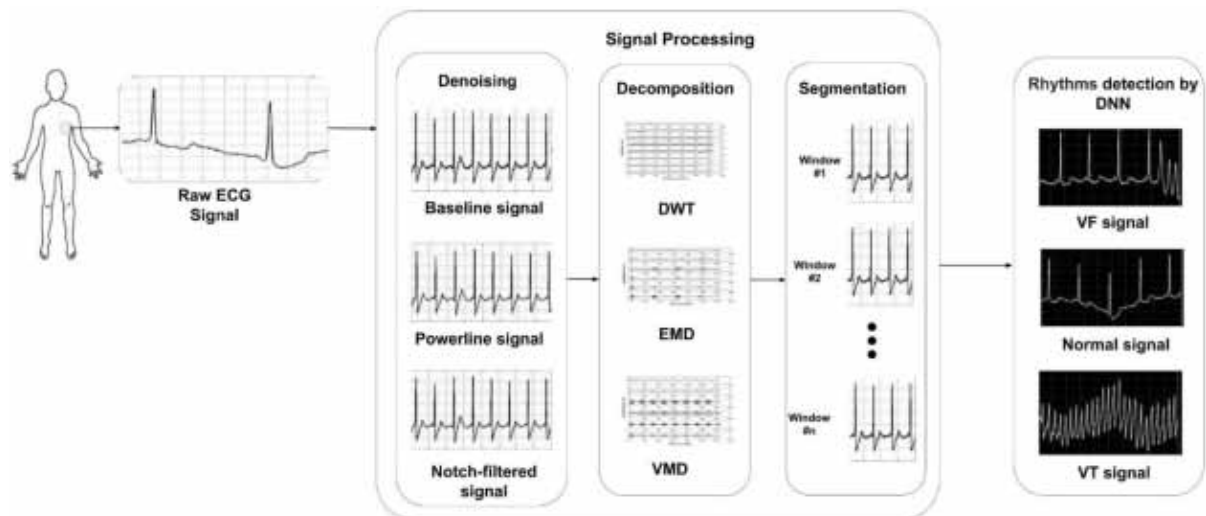 Signal Processing
Raw ECG
Signal
Denoising
Baseline signal
Powerline signal
Notch-filtered
signal
Decomposition
DWT
EMD
VMD
Segmentation
Window
#1
Window
#2
Window
#n
Rhythms detection by
DNN
VF signal
Normal signal
VT signal